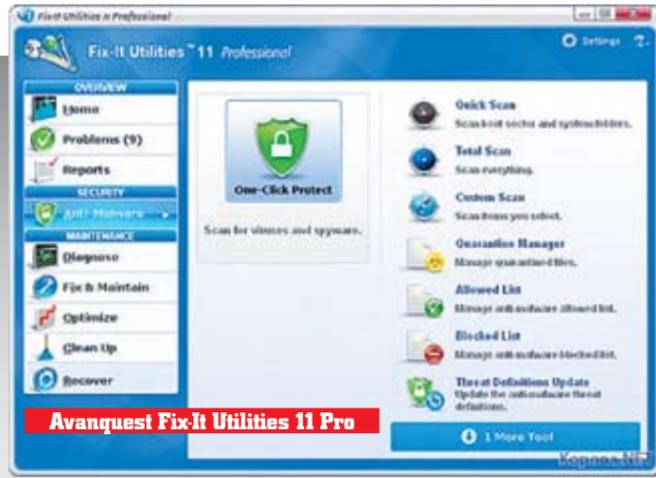 Fix-It Utilities 11 Professional
Fix-It Utilities™ 11 Professional
Settings ?
OVERVIEW
Home
Problems (9)
Reports
SECURITY
Anti-Malware
MAINTENANCE
Diagnose
Fix & Maintain
Optimize
Clean Up
Recover
One-Click Protect
Scan for viruses and spyware.
Quick Scan
Scan boot sector and system folders.
Total Scan
Scan everything.
Custom Scan
Scan items you select.
Quarantine Manager
Manage quarantined files.
Allowed List
Manage anti-malware allowed list.
Blocked List
Manage anti-malware blocked list.
Threat Definitions Update
Update the anti-malware threat
definitions.
1 More Tool
Avanquest Fix-It Utilities 11 Pro
Kopona.NET